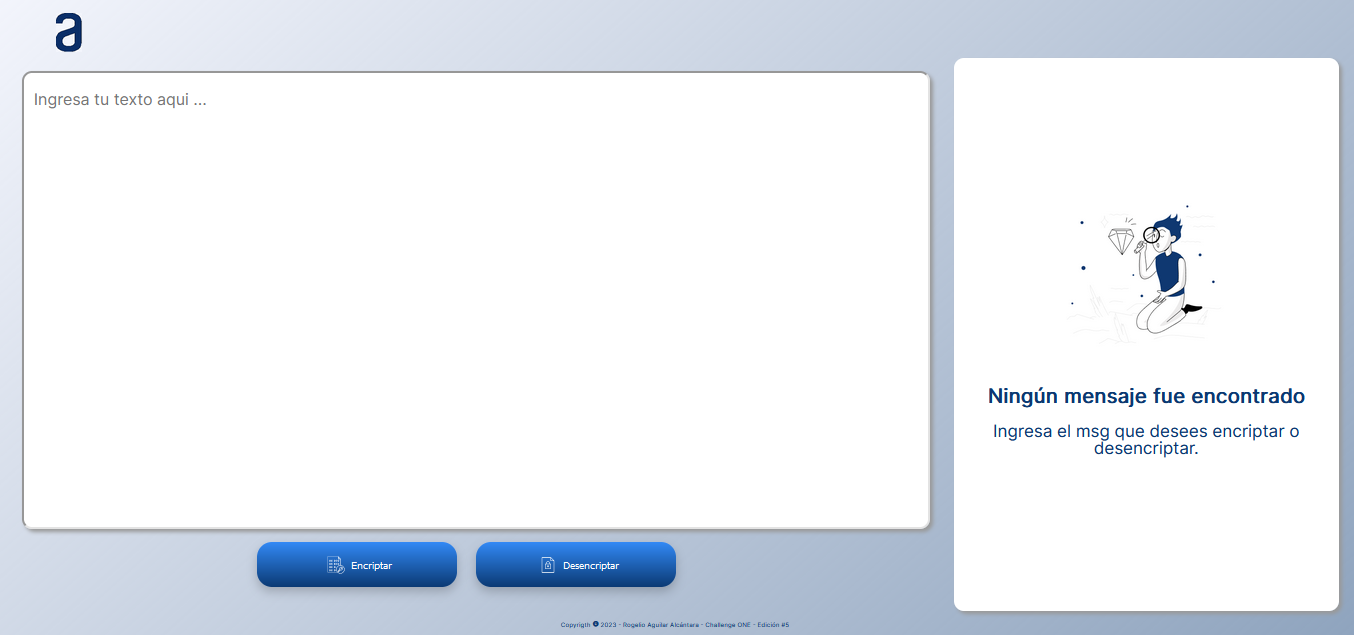 a
Ingresa tu texto aqui ...
Ningún mensaje fue encontrado
Ingresa el msg que desees encriptar o
desencriptar.
Encriptar
Desencriptar
Copyrigth © 2023 - Rogelio Aguilar Alcántara - Challenge ONE - Edición #5